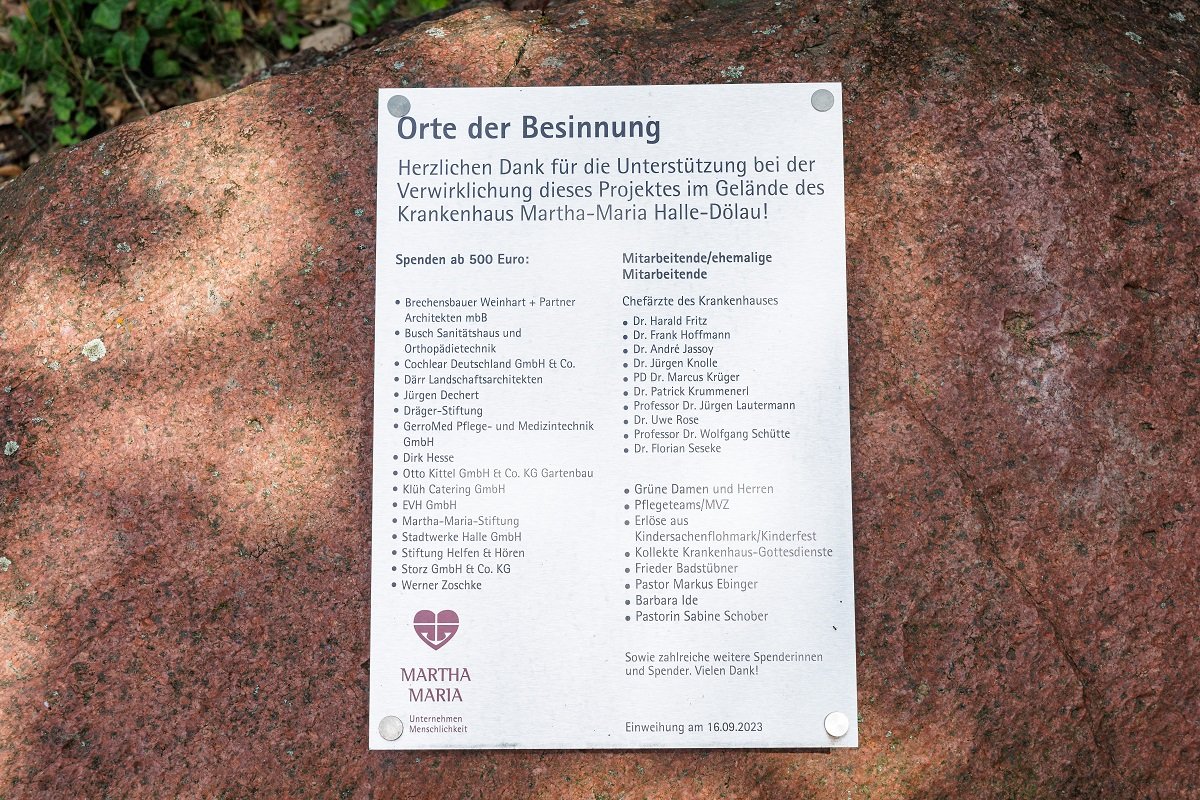 Orte der Besinnung
Herzlichen Dank für die Unterstützung bei der
Verwirklichung dieses Projektes im Gelände des
Krankenhaus Martha-Maria Halle-Dölau!
Spenden ab 500 Euro:
• Brechensbauer Weinhart + Partner
Architekten mbB
• Busch Sanitätshaus und
Orthopädietechnik
• Cochlear Deutschland GmbH & Co.
• Därr Landschaftsarchitekten
• Jürgen Dechert
• Dräger-Stiftung
• GerroMed Pflege- und Medizintechnik
GmbH
• Dirk Hesse
• Otto Kittel GmbH & Co. KG Gartenbau
• Klüh Catering GmbH
• EVH GmbH
• Martha-Maria-Stiftung
• Stadtwerke Halle GmbH
• Stiftung Helfen & Hören
• Storz GmbH & Co. KG
• Werner Zoschke
MARTHA
MARIA
Unternehmen
Menschlichkeit
Mitarbeitende/ehemalige
Mitarbeitende
Chefärzte des Krankenhauses
• Dr. Harald Fritz
• Dr. Frank Hoffmann
• Dr. André Jassoy
• Dr. Jürgen Knolle
• PD Dr. Marcus Krüger
• Dr. Patrick Krummenerl
• Professor Dr. Jürgen Lautermann
• Dr. Uwe Rose
• Professor Dr. Wolfgang Schütte
• Dr. Florian Seseke
• Grüne Damen und Herren
• Pflegeteams/MVZ
• Erlöse aus
Kindersachenflohmark/Kinderfest
• Kollekte Krankenhaus-Gottesdienste
• Frieder Badstübner
• Pastor Markus Ebinger
• Barbara Ide
• Pastorin Sabine Schober
Sowie zahlreiche weitere Spenderinnen
und Spender. Vielen Dank!
Einweihung am 16.09.2023